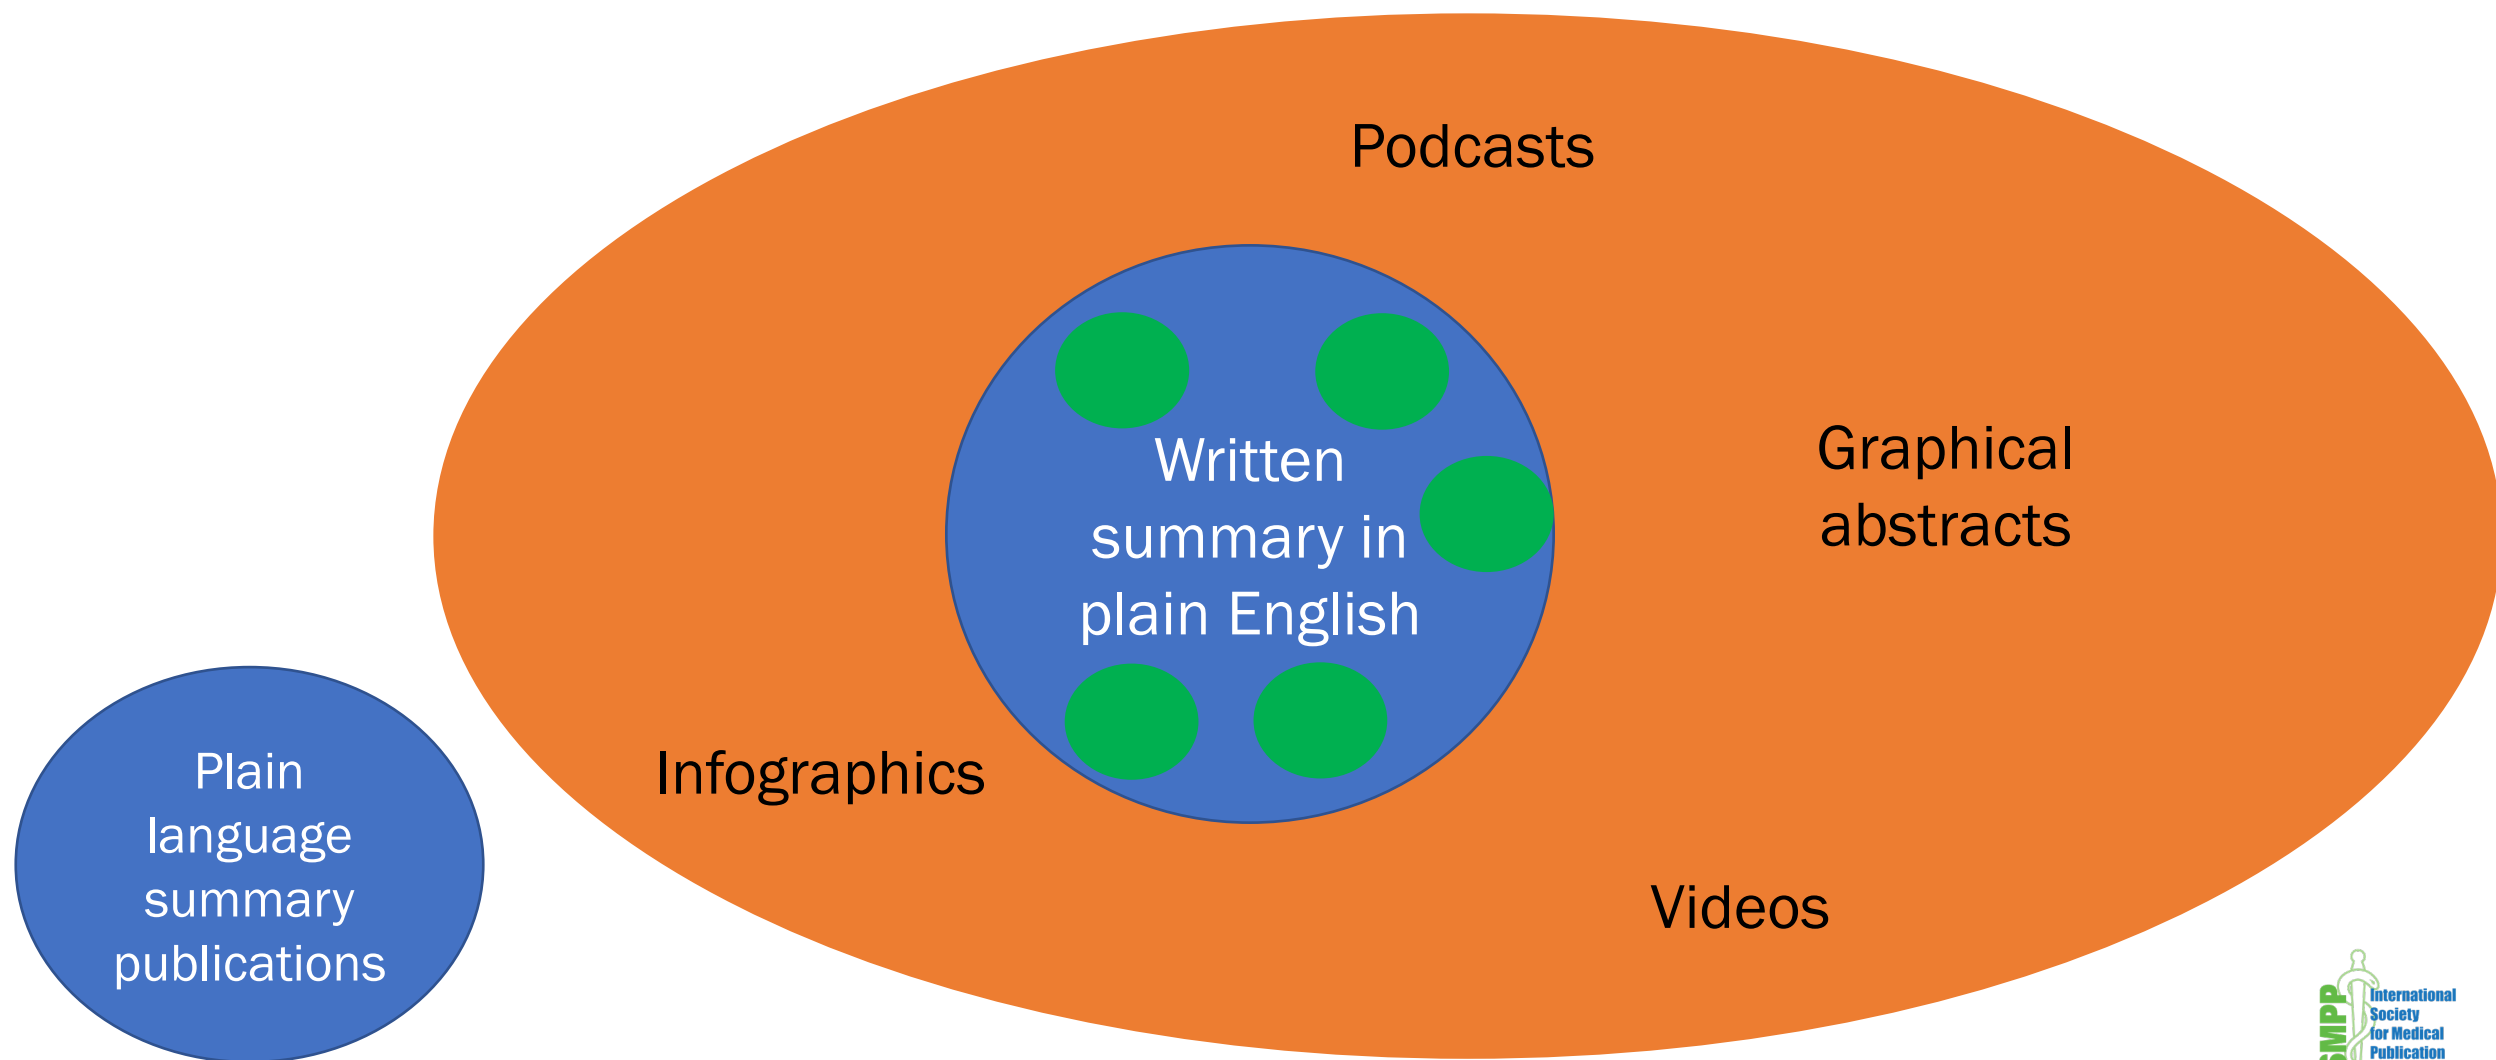 Podcasts
Graphical
abstracts
Written
summary in
plain English
Infographics
Videos
Plain
language
summary
publications
International
Society
for Medical
Publication